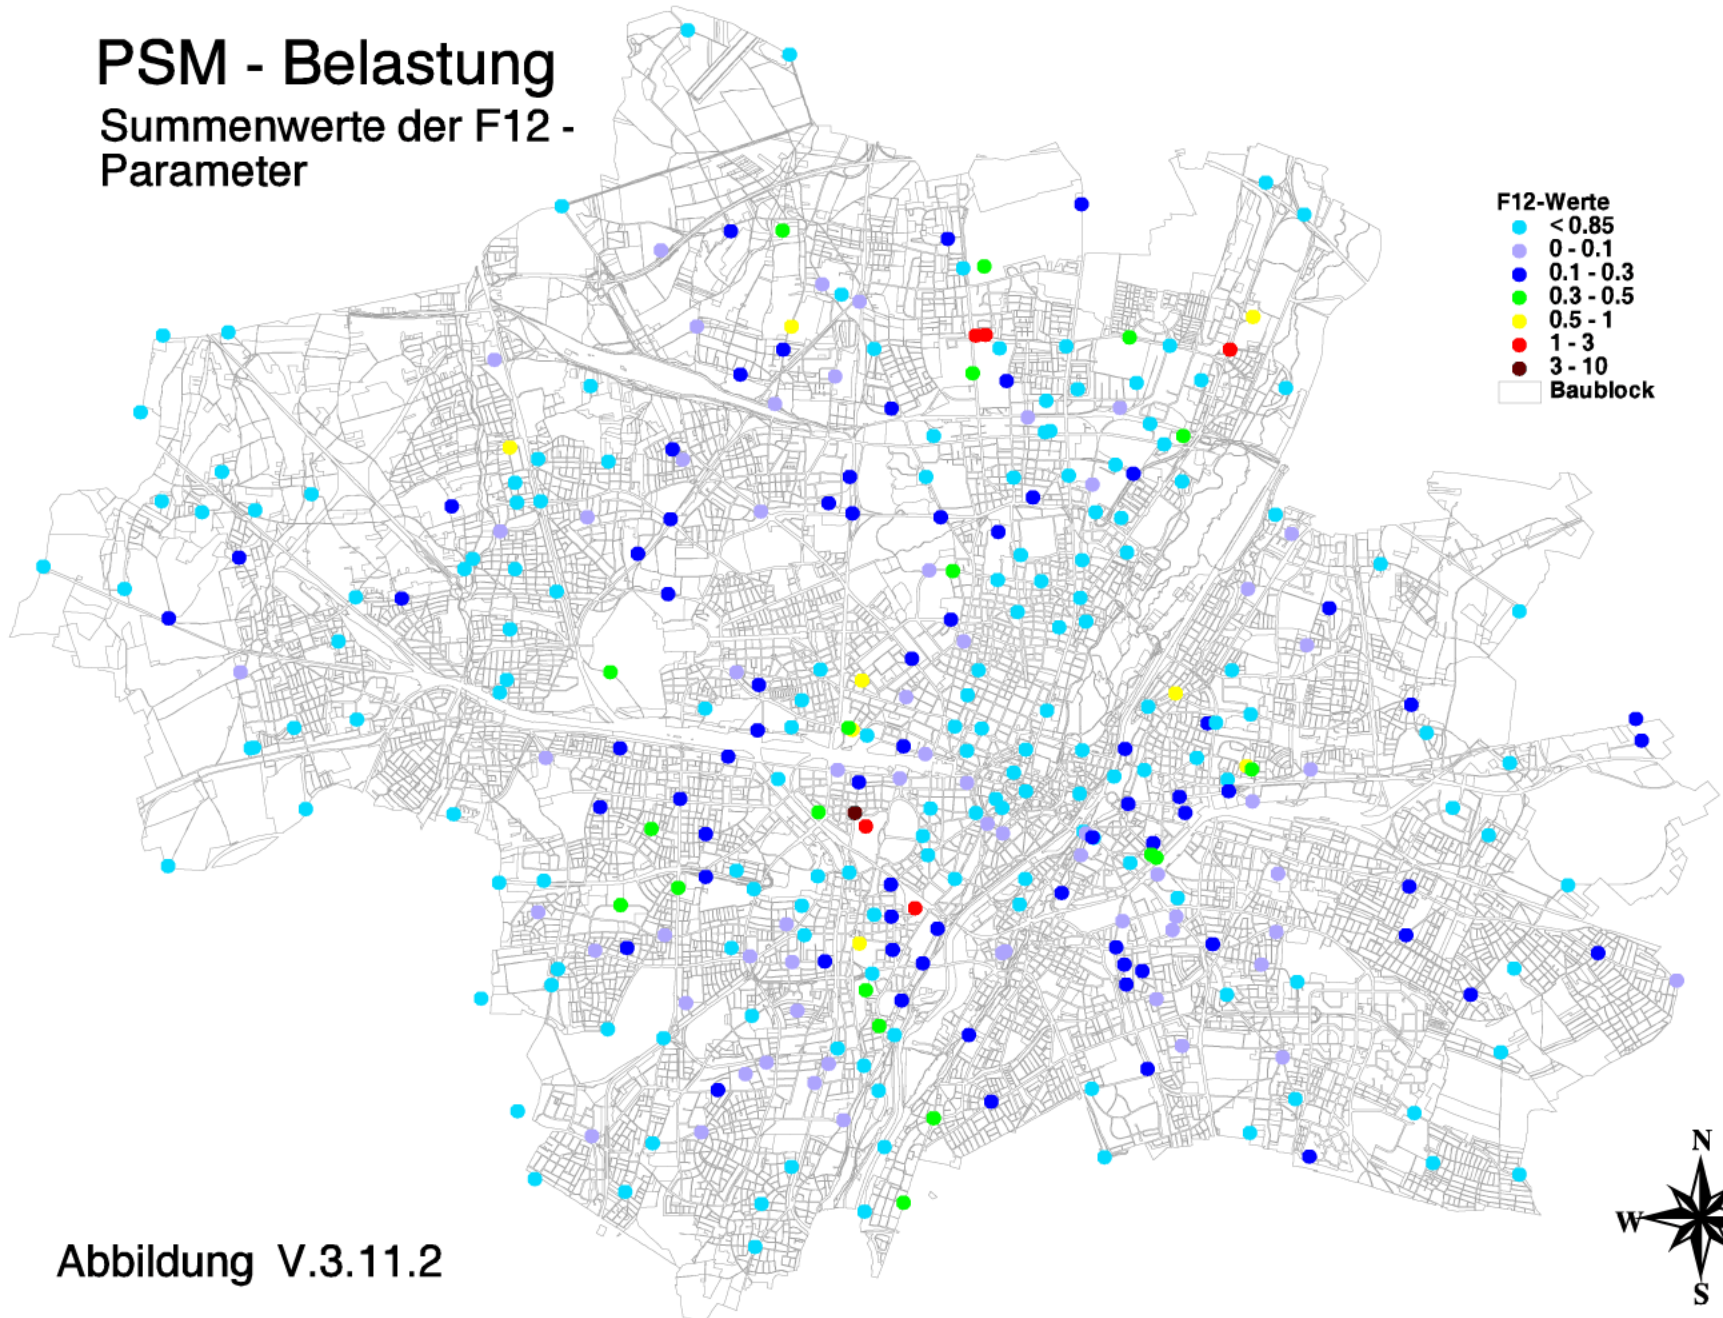 PSM - Belastung
Summenwerte der F12 -
Parameter
F12-Werte
< 0.85
0 - 0.1
0.1 - 0.3
0.3 - 0.5
0.5 - 1
1 - 3
3 - 10
Baublock
N
W
S
Abbildung V.3.11.2